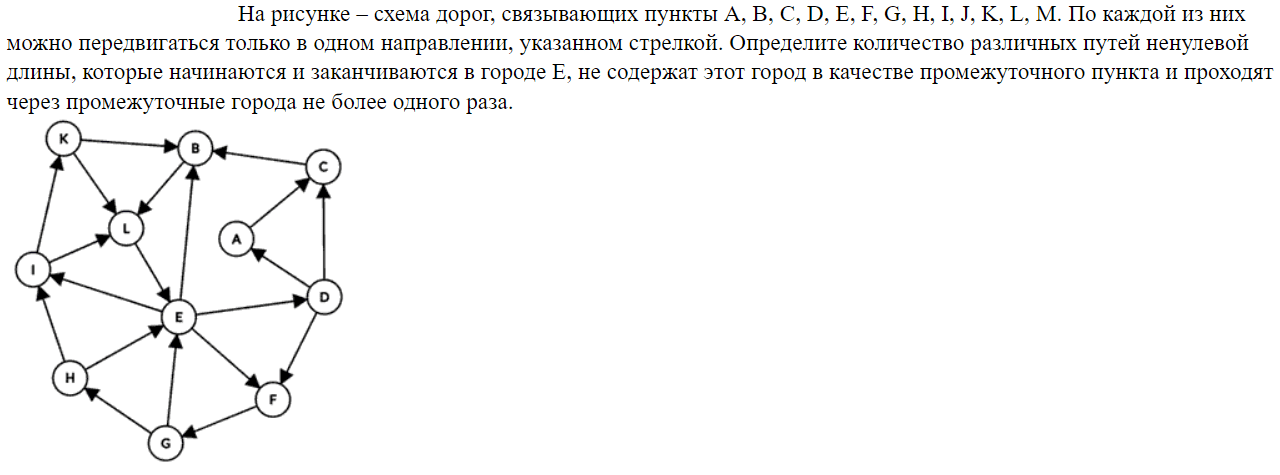 На рисунке – схема дорог, связывающих пункты A, B, C, D, E, F, G, H, I, J, K, L, M. По каждой из них
можно передвигаться только в одном направлении, указанном стрелкой. Определите количество различных путей ненулевой
длины, которые начинаются и заканчиваются в городе E, не содержат этот город в качестве промежуточного пункта и проходят
через промежуточные города не более одного раза.
K
B
C
L
A
I
D
E
H
F
G